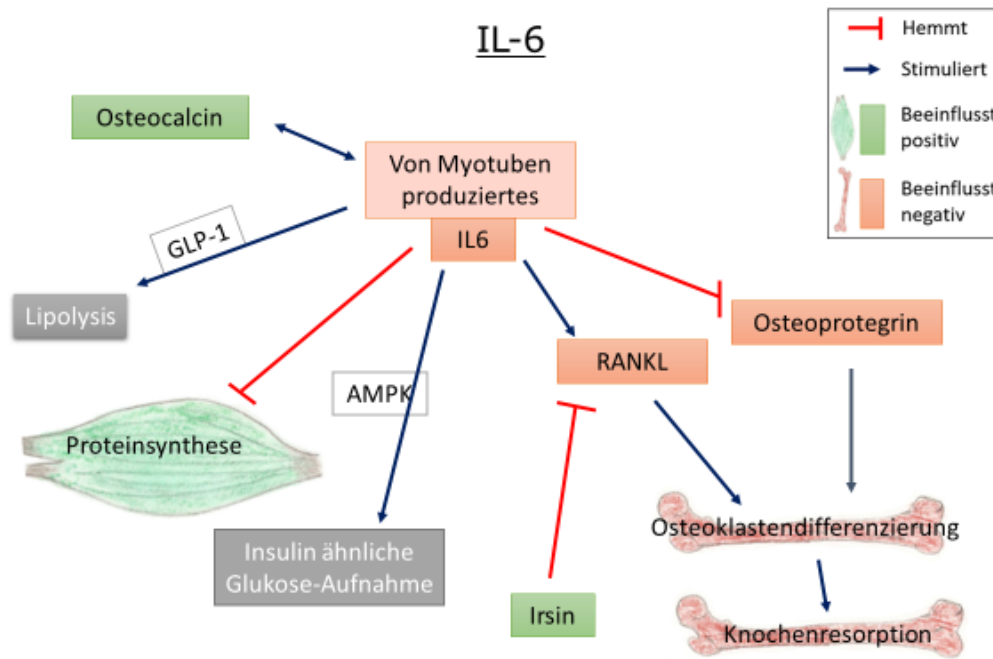 IL-6
Hemmt
Stimuliert
Beeinflusst
positiv
Beeinflusst
negativ
Osteocalcin
Von Myotuben
produziertes
IL6
GLP-1
Lipolysis
Osteoprotegrin
RANKL
AMPK
Proteinsynthese
Osteoklastendifferenzierung
Insulin ähnliche
Glukose-Aufnahme
Irsin
Knochenresorption